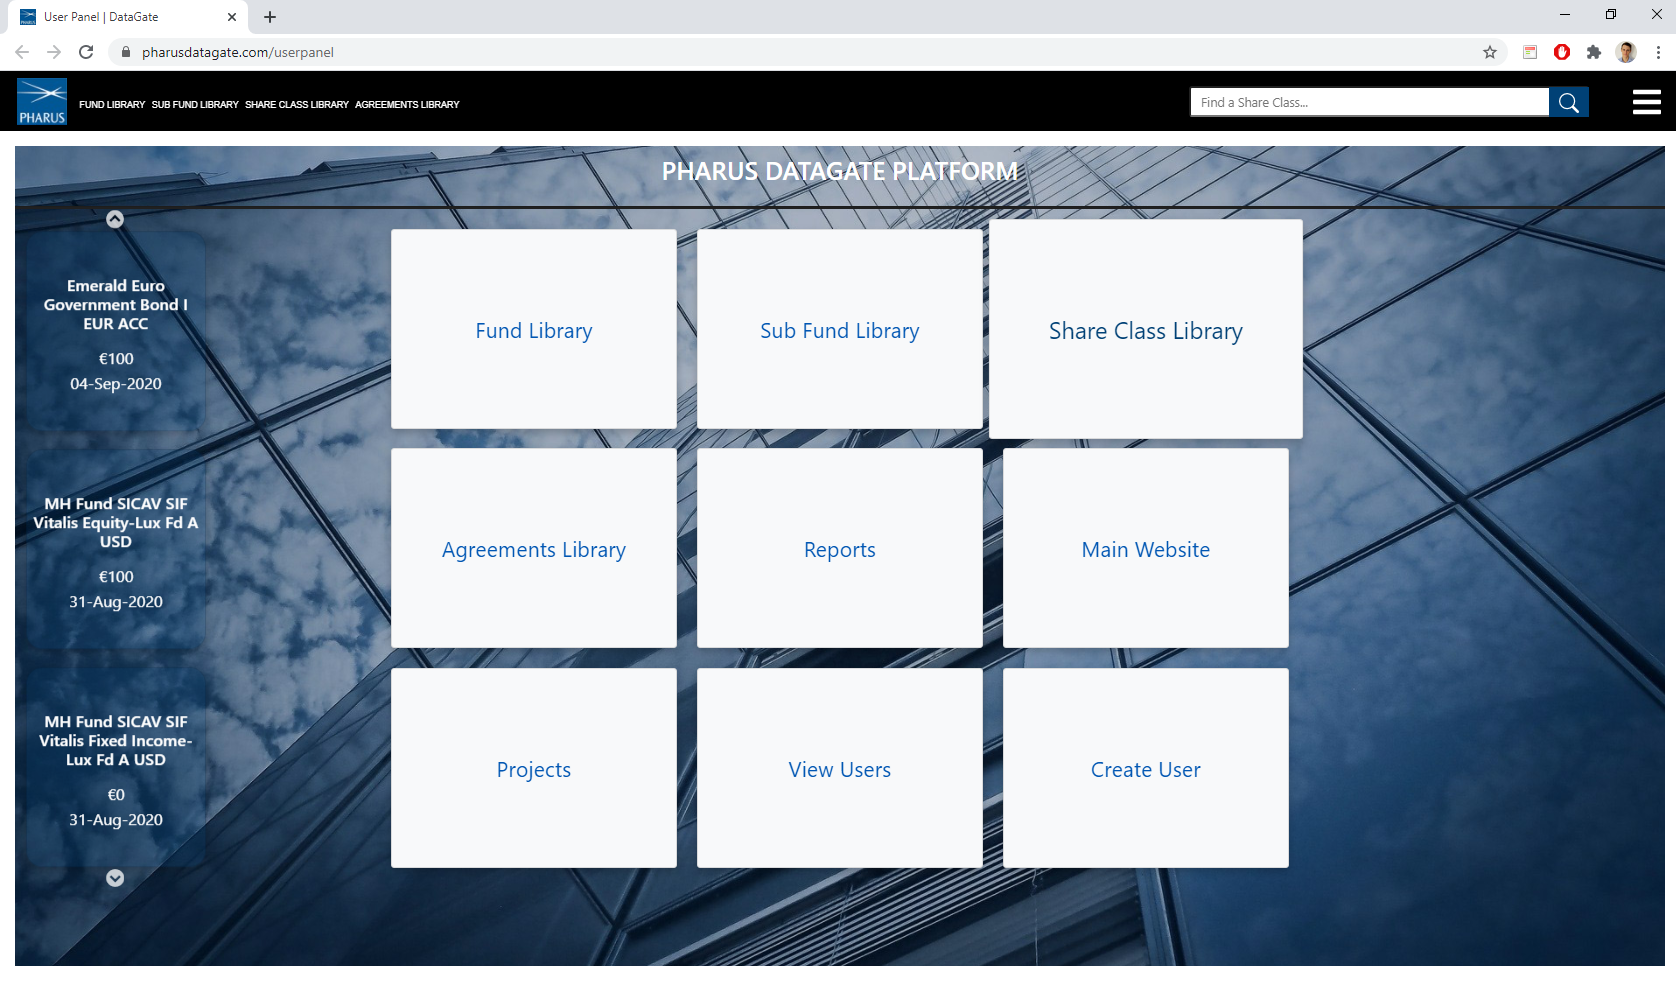 User Panel | DataGate
pharusdatagate.com/userpanel
PHARUS
FUND LIBRARY SUB FUND LIBRARY SHARE CLASS LIBRARY AGREEMENTS LIBRARY
Find a Share Class...
PHARUS DATAGATE PLATFORM
Emerald Euro
Government Bond I
EUR ACC
€100
04-Sep-2020
MH Fund SICAV SIF
Vitalis Equity-Lux Fd A
USD
€100
31-Aug-2020
MH Fund SICAV SIF
Vitalis Fixed Income-
Lux Fd A USD
€0
31-Aug-2020
Fund Library
Sub Fund Library
Share Class Library
Agreements Library
Reports
Main Website
Projects
View Users
Create User